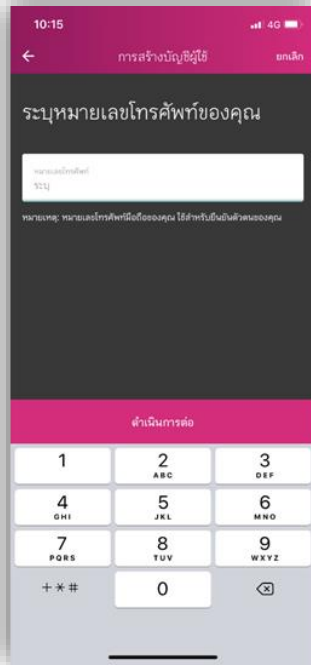 10:15
4G
การสร้างบัญชีผู้ใช้
ยกเลิก
ระบุหมายเลขโทรศัพท์ของคุณ
หมายเลขโทรศัพท์
ระบุ
หมายเหตุ: หมายเลขโทรศัพท์มือถือของคุณ ใช้สำหรับยืนยันตัวตนของคุณ
ดำเนินการต่อ
1 2 3
ABC DEF
4 5 6
GHI JKL MNO
7 8 9
PQRS TUV WXYZ
+*# 0